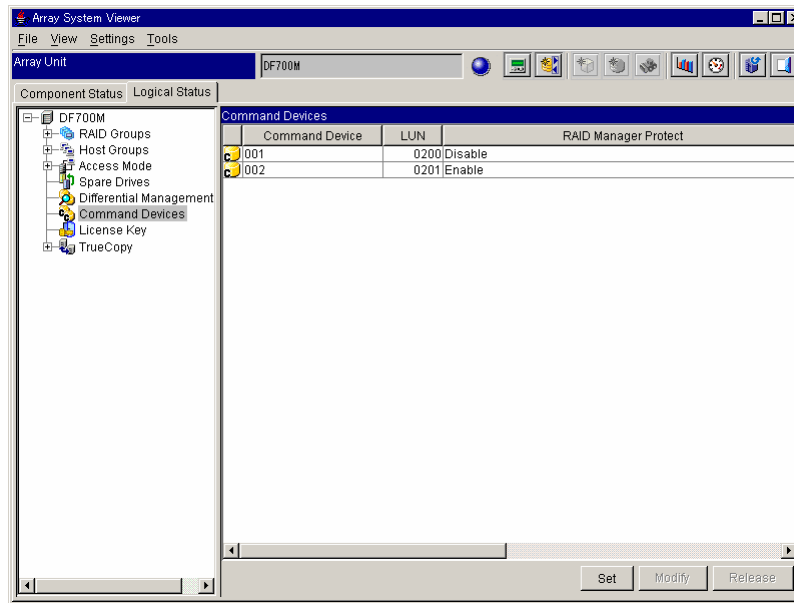 Array System Viewer
File View Settings Tools
Array Unit DF700M
Component Status Logical Status
DF700M
RAID Groups
Host Groups
Access Mode
Spare Drives
Differential Management
Command Devices
License Key
TrueCopy
Command Devices
Command Device LUN RAID Manager Protect
001 0200 Disable
002 0201 Enable
Set Modify Release